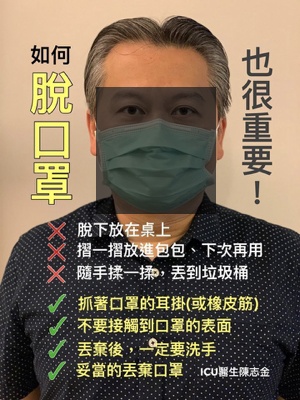 如何
脫口罩
也很重要！
脫下放在桌上
摺一摺放進包包、下次再用
隨手揉一揉，丟到垃圾桶
抓著口罩的耳掛(或橡皮筋)
不要接觸到口罩的表面
丟棄後，一定要洗手
妥當的丟棄口罩
ICU醫生陳志金